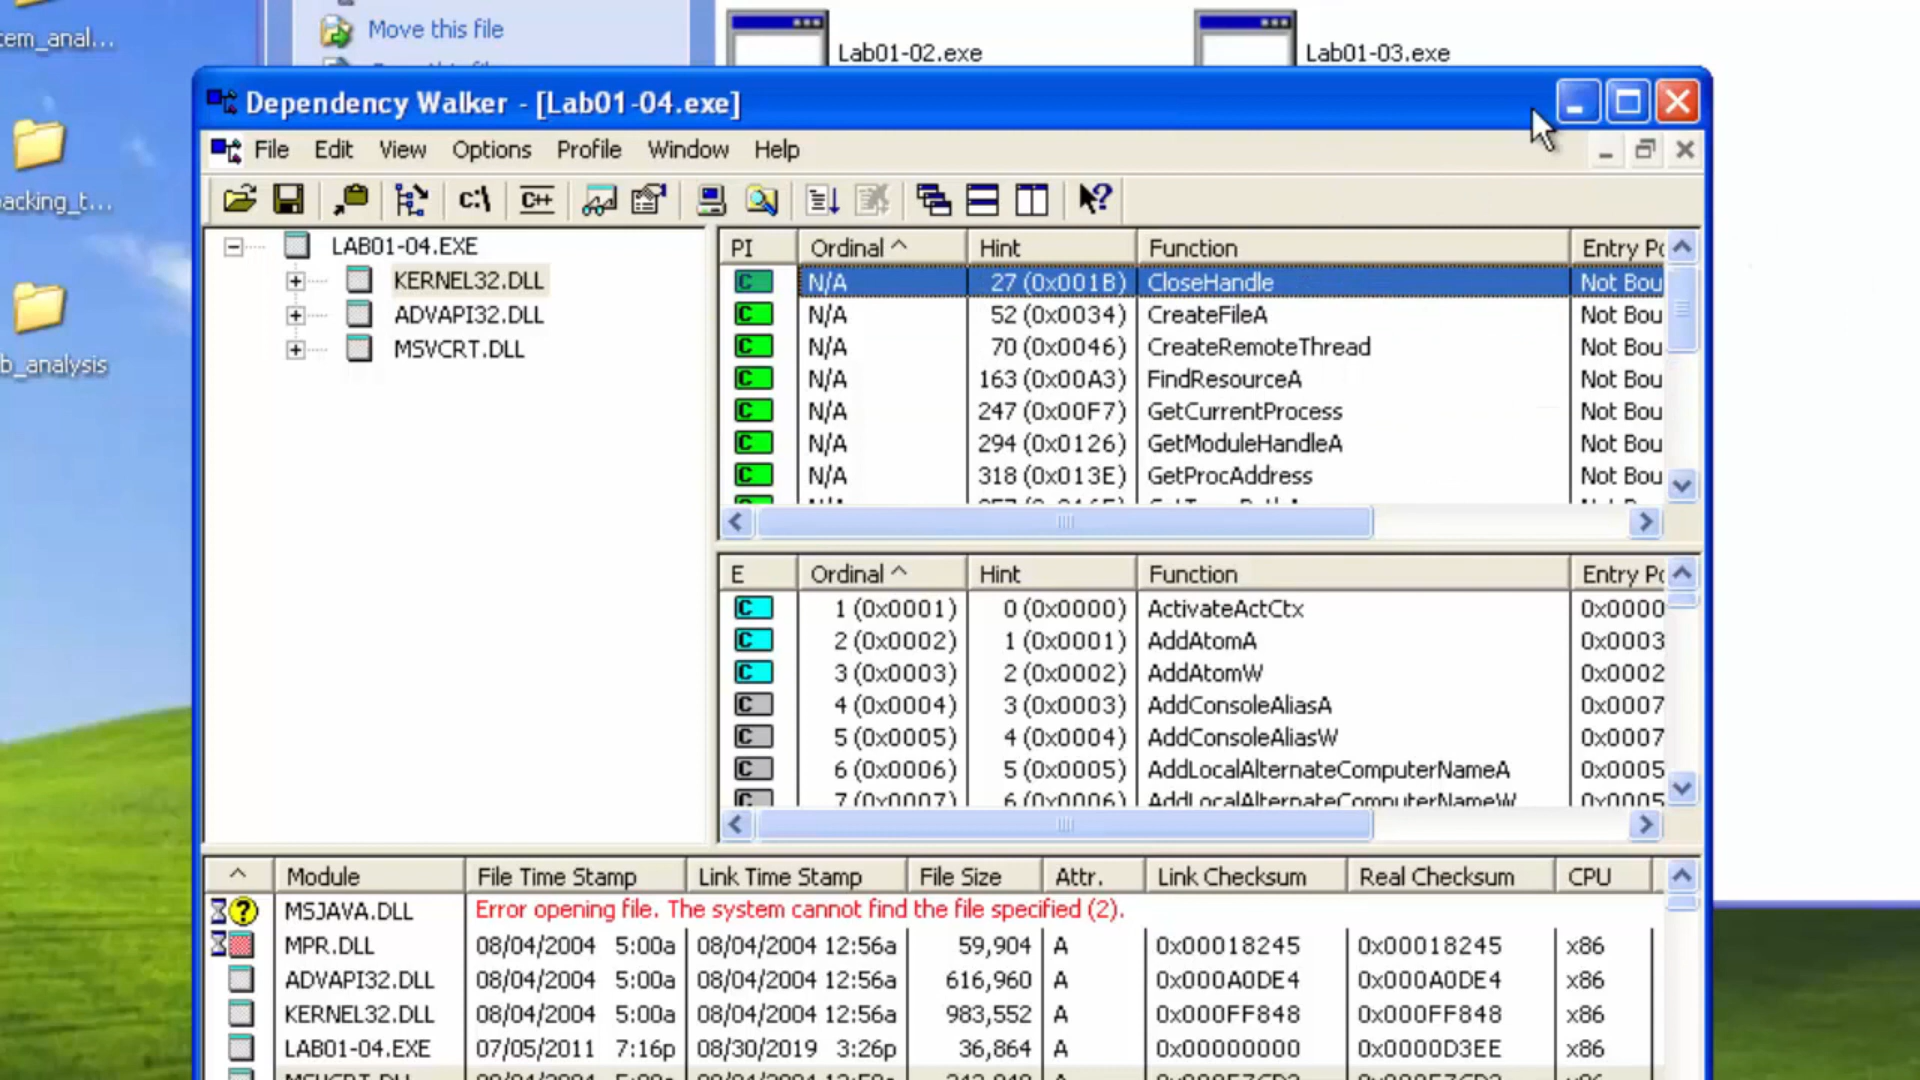 Move this file
tem_anal...
Lab01-02.exe
Lab01-03.exe
Dependency Walker - [Lab01-04.exe]
File Edit View Options Profile Window Help
c:\ C++
LAB01-04.EXE
KERNEL32.DLL
ADVAPI32.DLL
MSVCRT.DLL
acking_t...
b_analysis
PI Ordinal ^ Hint Function Entry Po
C N/A 27 (0x001B) CloseHandle Not Bou
C N/A 52 (0x0034) CreateFileA Not Bou
C N/A 70 (0x0046) CreateRemoteThread Not Bou
C N/A 163 (0x00A3) FindResourceA Not Bou
C N/A 247 (0x00F7) GetCurrentProcess Not Bou
C N/A 294 (0x0126) GetModuleHandleA Not Bou
C N/A 318 (0x013E) GetProcAddress Not Bou
E Ordinal ^ Hint Function Entry Po
C 1 (0x0001) 0 (0x0000) ActivateActCtx 0x0000
C 2 (0x0002) 1 (0x0001) AddAtomA 0x0003
C 3 (0x0003) 2 (0x0002) AddAtomW 0x0002
C 4 (0x0004) 3 (0x0003) AddConsoleAliasA 0x0007
C 5 (0x0005) 4 (0x0004) AddConsoleAliasW 0x0007
C 6 (0x0006) 5 (0x0005) AddLocalAlternateComputerNameA 0x0005
C 7 (0x0007) 6 (0x0006) AddLocalAlternateComputerNameW 0x0005
^ Module File Time Stamp Link Time Stamp File Size Attr. Link Checksum Real Checksum CPU
MSJAVA.DLL Error opening file. The system cannot find the file specified (2).
MPR.DLL 08/04/2004 5:00a 08/04/2004 12:56a 59,904 A 0x00018245 0x00018245 x86
ADVAPI32.DLL 08/04/2004 5:00a 08/04/2004 12:56a 616,960 A 0x000A0DE4 0x000A0DE4 x86
KERNEL32.DLL 08/04/2004 5:00a 08/04/2004 12:56a 983,552 A 0x000FF848 0x000FF848 x86
LAB01-04.EXE 07/05/2011 7:16p 08/30/2019 3:26p 36,864 A 0x00000000 0x0000D3EE x86